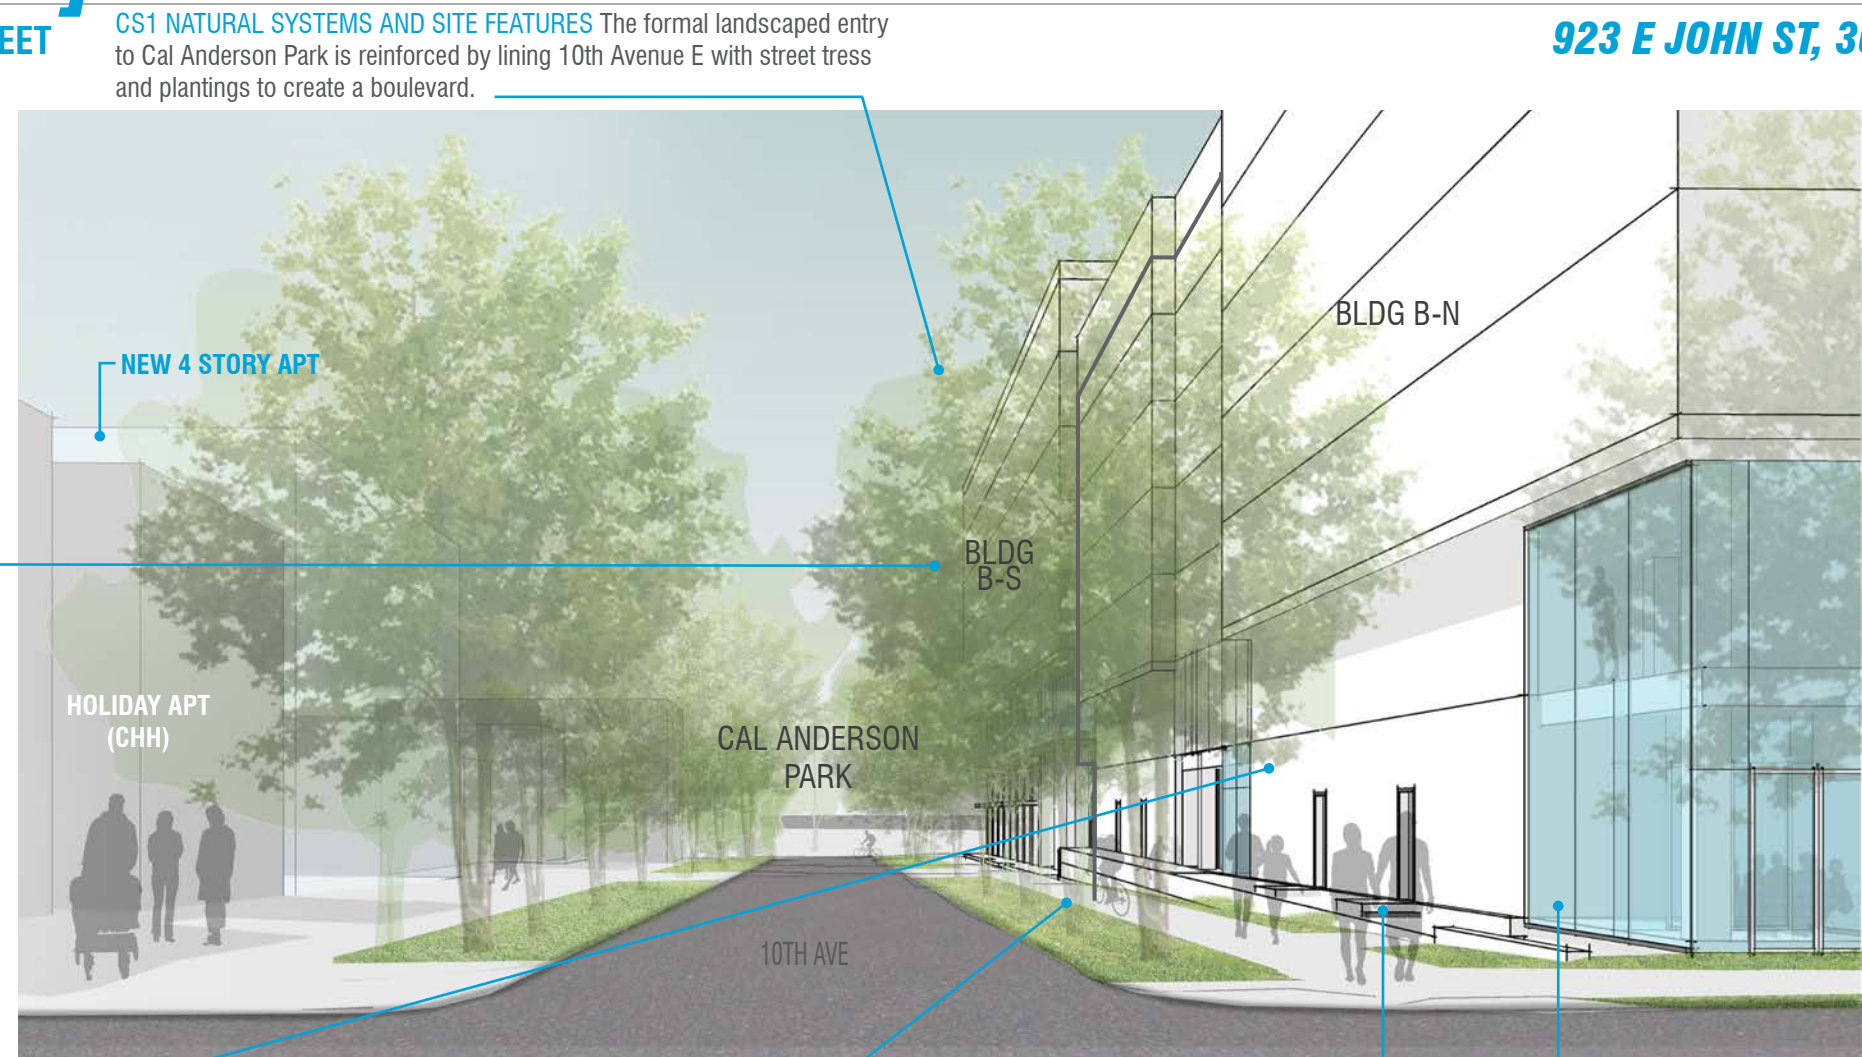 EET
CS1 NATURAL SYSTEMS AND SITE FEATURES The formal landscaped entry
to Cal Anderson Park is reinforced by lining 10th Avenue E with street tress
and plantings to create a boulevard.
923 E JOHN ST, 3
BLDG B-N
NEW 4 STORY APT
BLDG
B-S
HOLIDAY APT
(CHH)
CAL ANDERSON
PARK
10TH AVE